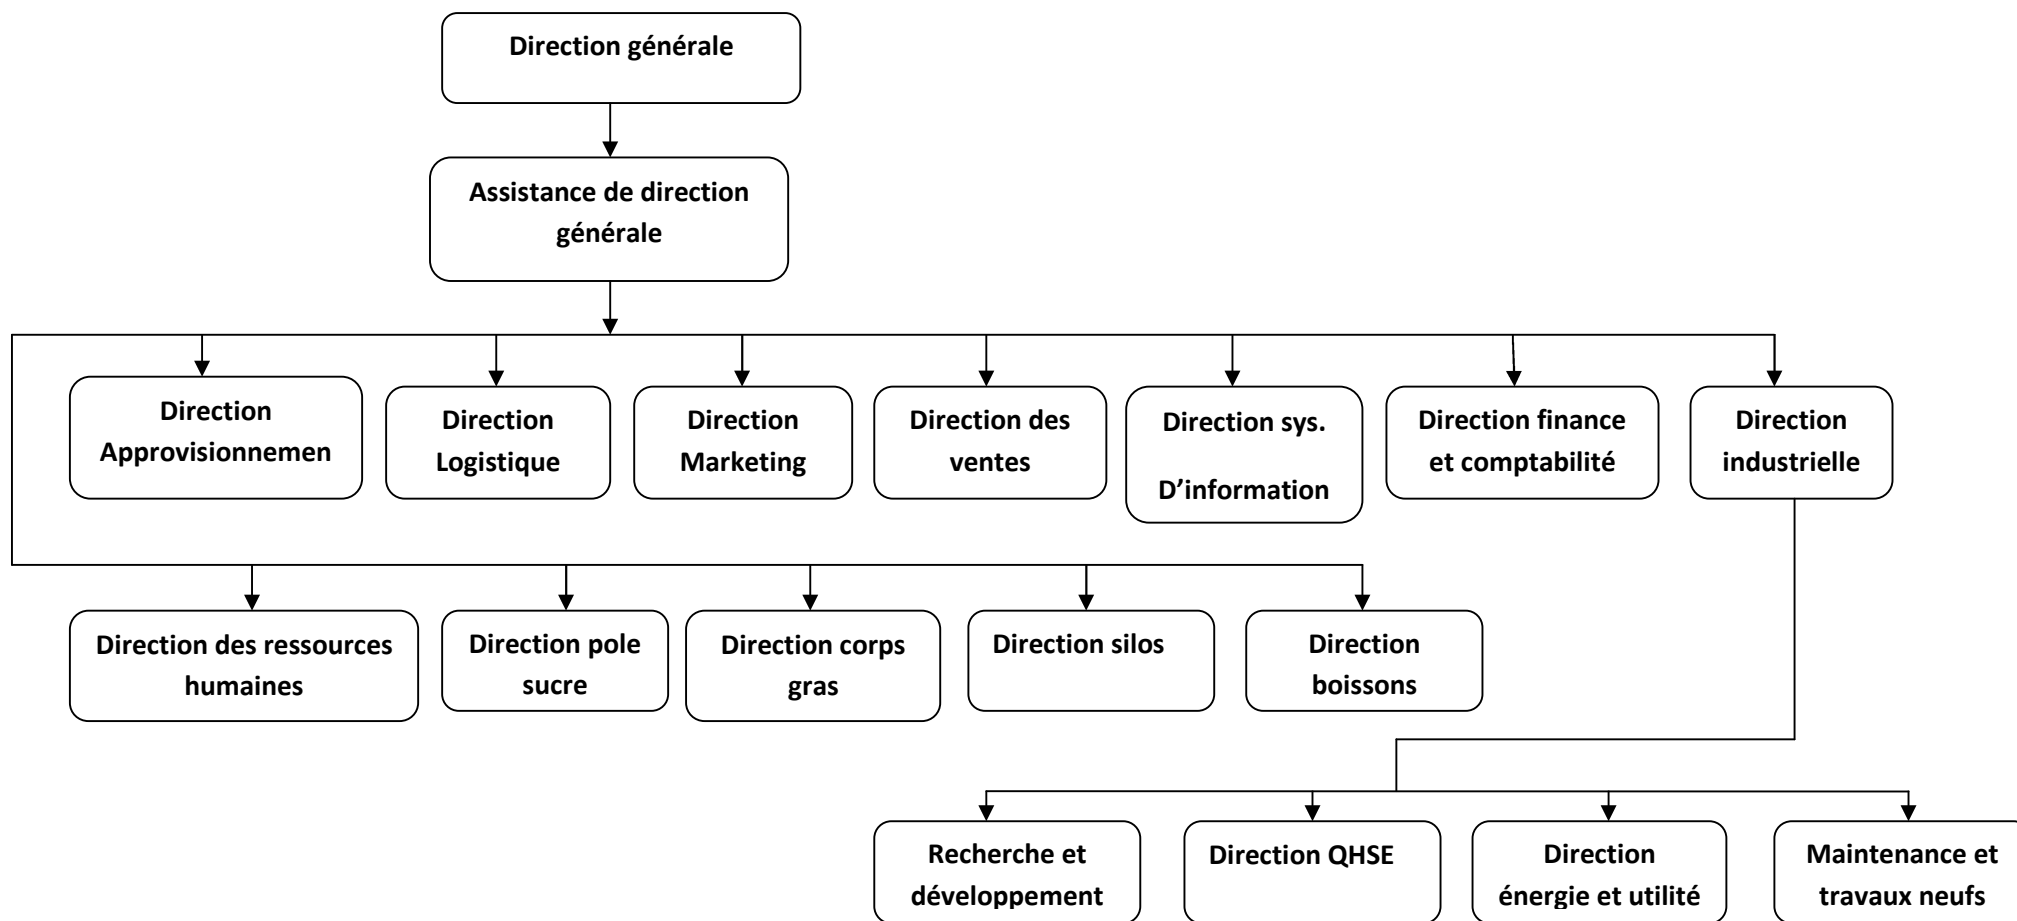 Direction générale
Assistance de direction
générale
Direction
Approvisionnemen
Direction
Logistique
Direction
Marketing
Direction des
ventes
Direction sys.
D’information
Direction finance
et comptabilité
Direction
industrielle
Direction des ressources
humaines
Direction pole
sucre
Direction corps
gras
Direction silos
Direction
boissons
Recherche et
développement
Direction QHSE
Direction
énergie et utilité
Maintenance et
travaux neufs